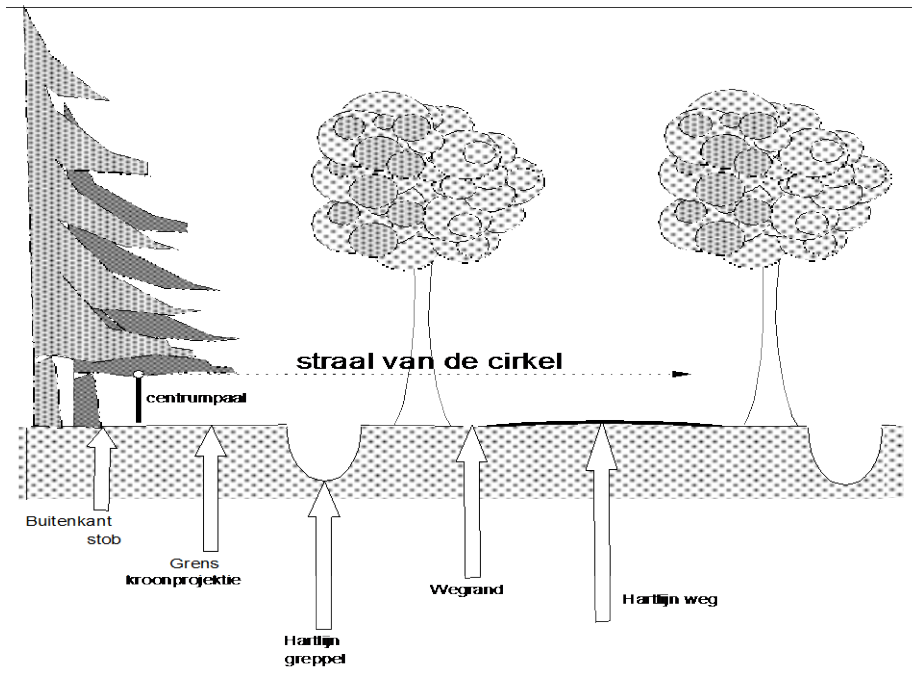 straal van de cirkel
centrumpaal
Buitenkant
stob
Grens
kroonprojektie
Wegrand
Hartlijn weg
Hartlijn
greppel